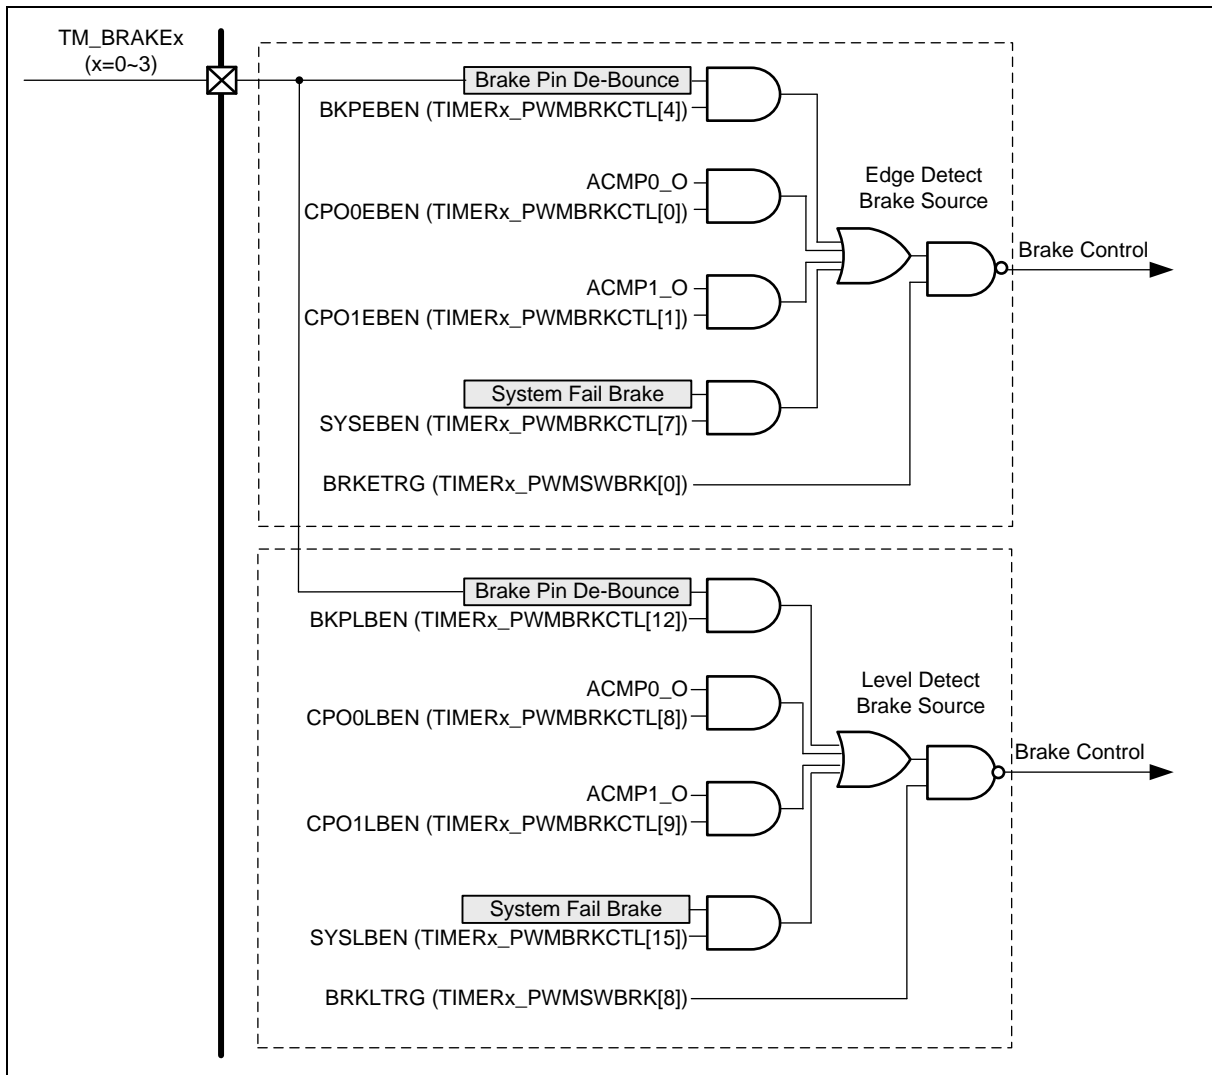 TM_BRAKEx
(x=0~3)
Brake Pin De-Bounce
BKPEBEN (TIMERx_PWMBRKCTL[4])
ACMP0_O
CPO0EBEN (TIMERx_PWMBRKCTL[0])
Edge Detect
Brake Source
Brake Control
ACMP1_O
CPO1EBEN (TIMERx_PWMBRKCTL[1])
System Fail Brake
SYSEBEN (TIMERx_PWMBRKCTL[7])
BRKETRG (TIMERx_PWMSWBRK[0])
Brake Pin De-Bounce
BKPLBEN (TIMERx_PWMBRKCTL[12])
ACMP0_O
CPO0LBEN (TIMERx_PWMBRKCTL[8])
Level Detect
Brake Source
Brake Control
ACMP1_O
CPO1LBEN (TIMERx_PWMBRKCTL[9])
System Fail Brake
SYSLBEN (TIMERx_PWMBRKCTL[15])
BRKLTRG (TIMERx_PWMSWBRK[8])